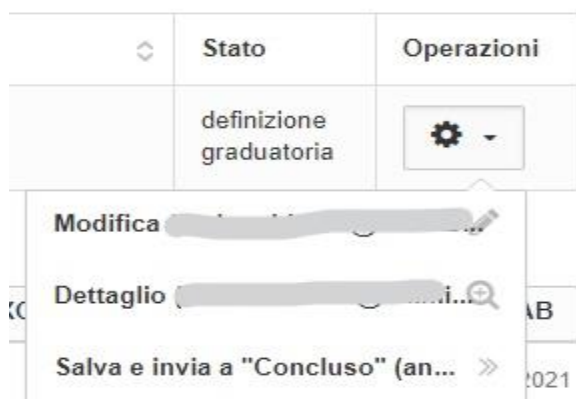 Stato Operazioni
definizione
graduatoria
Modifica
Dettaglio (
Salva e invia a "Concluso" (an...
AB
2021